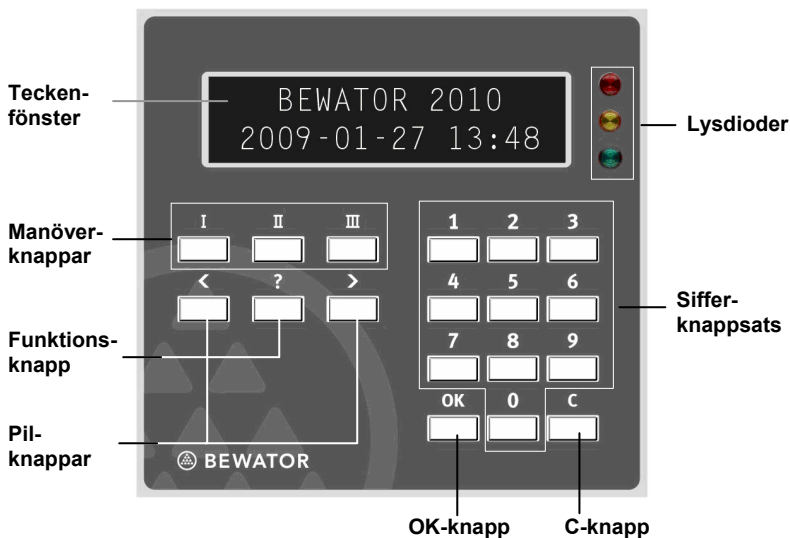 Tecken-
fönster
BEWATOR 2010
2009-01-27 13:48
Lysdioder
Manöver-
knappar
I II III
< ? >
Funktions-
knapp
Pil-
knappar
1 2 3
4 5 6
7 8 9
OK 0 C
Siffer-
knappsats
BEWATOR
OK-knapp
C-knapp